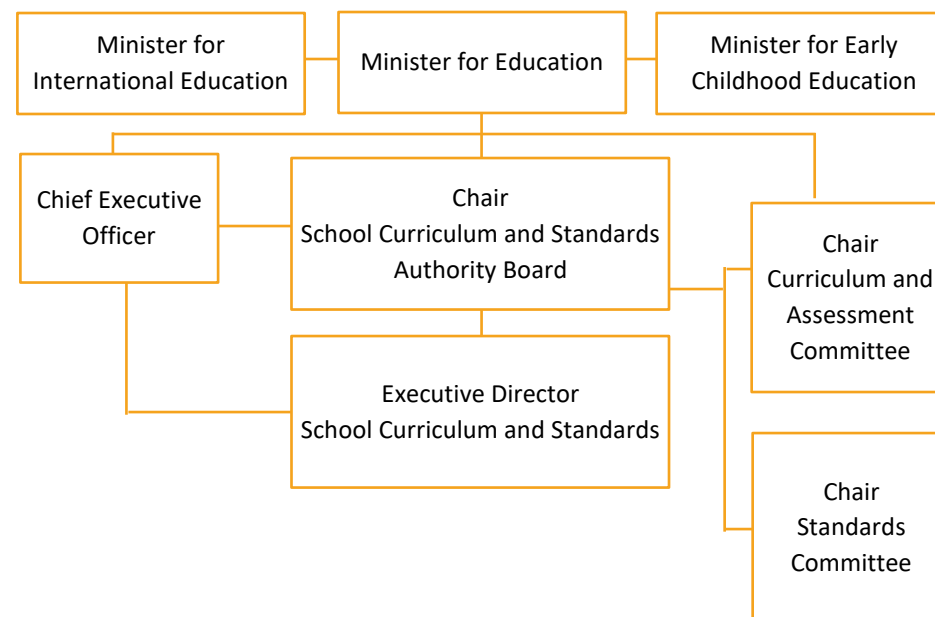 Minister for
International Education
Minister for Education
Minister for Early
Childhood Education
Chief Executive
Officer
Chair
School Curriculum and Standards
Authority Board
Chair
Curriculum and
Assessment
Committee
Executive Director
School Curriculum and Standards
Chair
Standards
Committee